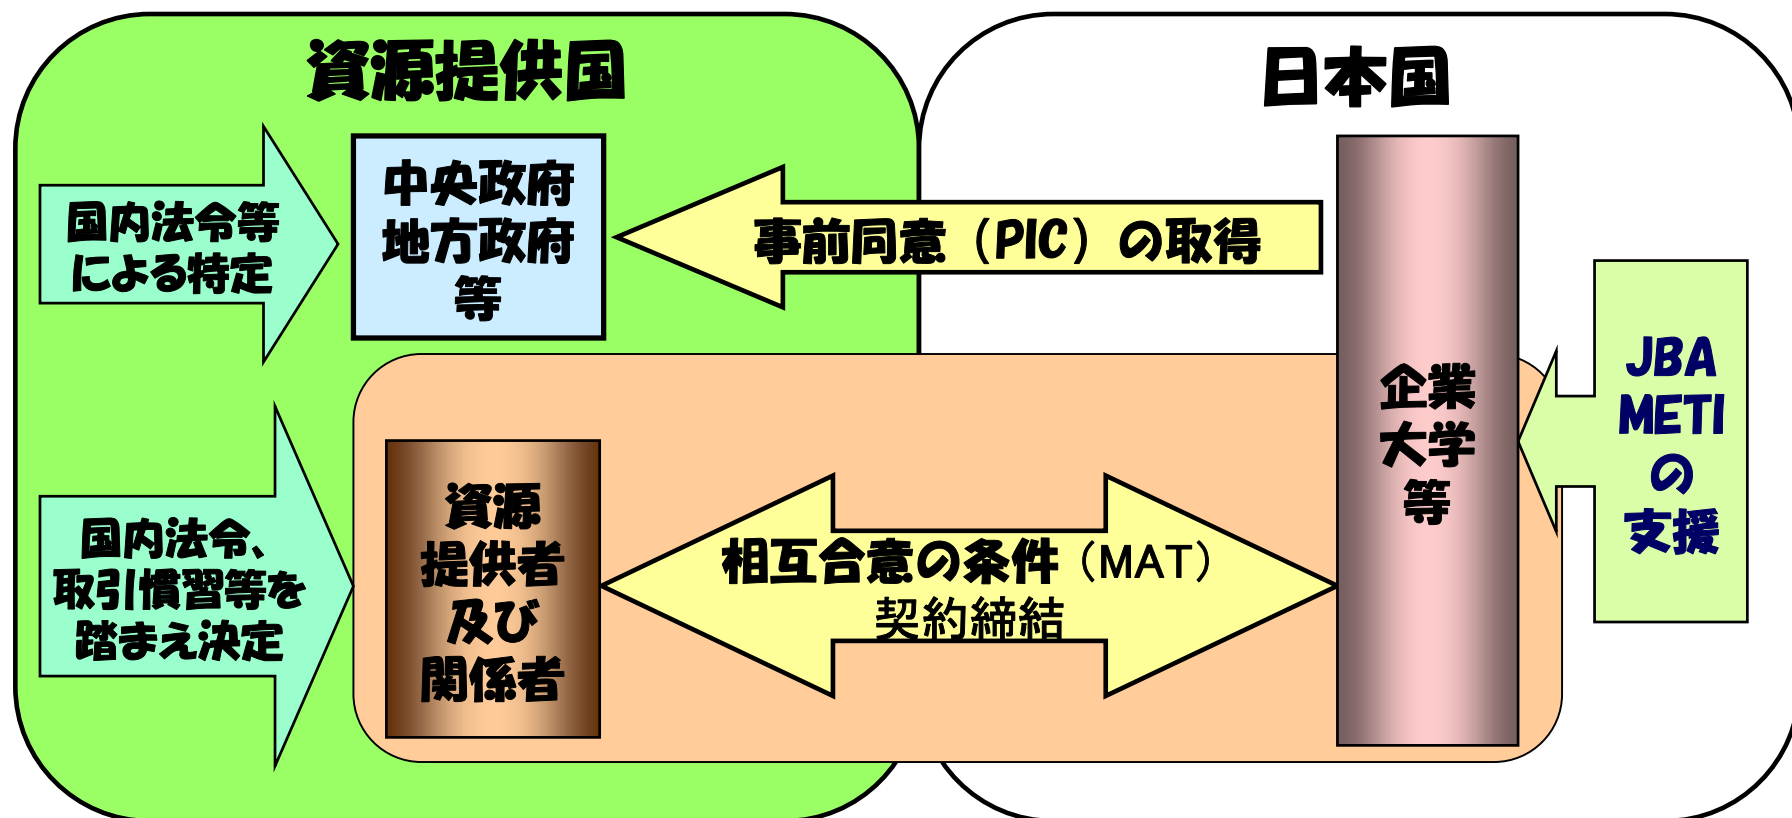 資源提供国
日本国
国内法令等
による特定
中央政府
地方政府
等
事前同意（PIC）の取得
企業
大学
等
JBA
METI
の
支援
国内法令、
取引慣習等を
踏まえ決定
資源
提供者
及び
関係者
相互合意の条件（MAT）
契約締結